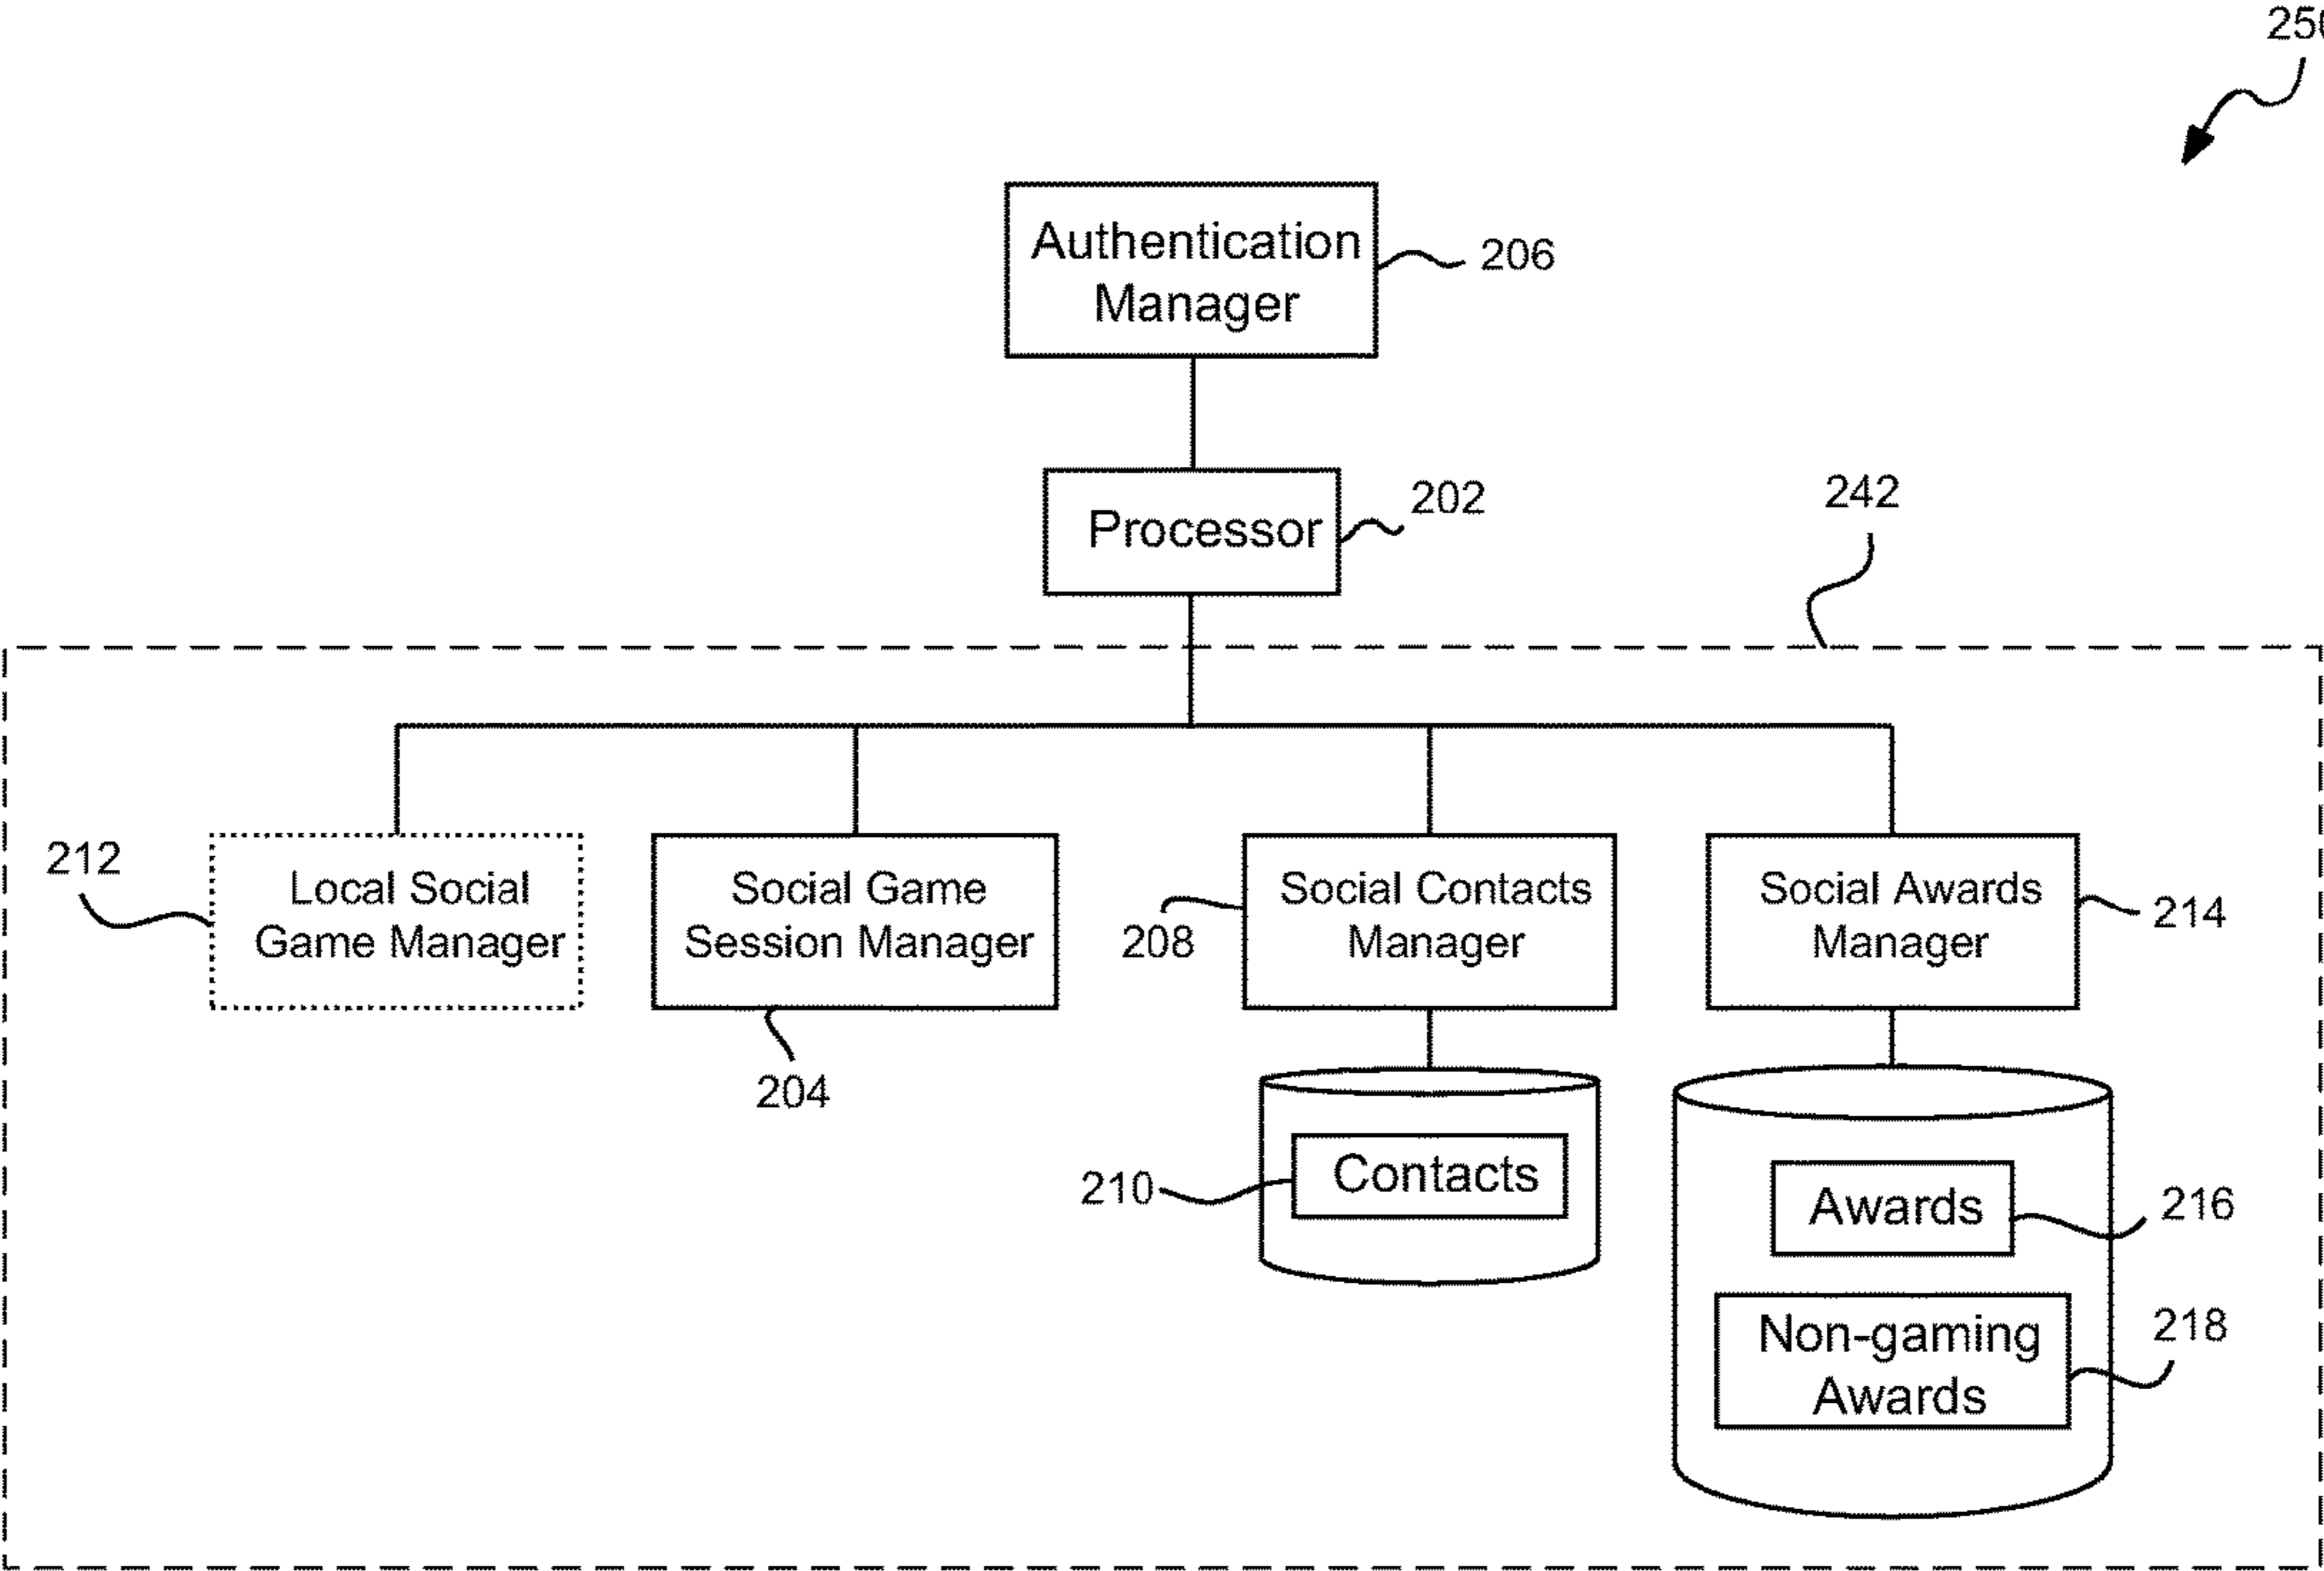 Authentication
Manager
206
Processor
202
242
212
Local Social
Game Manager
Social Game
Session Manager
204
208
Social Contacts
Manager
Social Awards
Manager
214
210
Contacts
Awards
216
Non-gaming
Awards
218